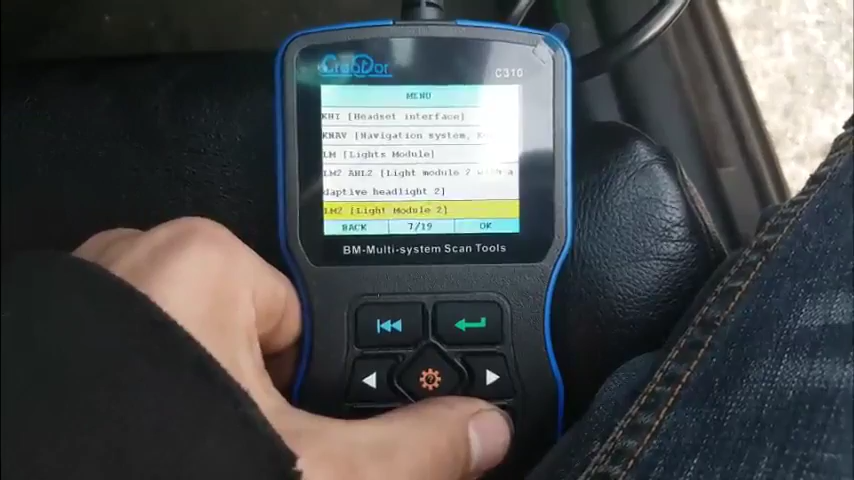 Creator
C310
MENU
KHI [Headset interface]
KNAV [Navigation system,
LM [Lights Module]
LM2 AHL2 [Light module 2 with a
daptive headlight 2]
LM2 [Light Module 2]
BACK 7/19 OK
BM-Multi-system Scan Tools